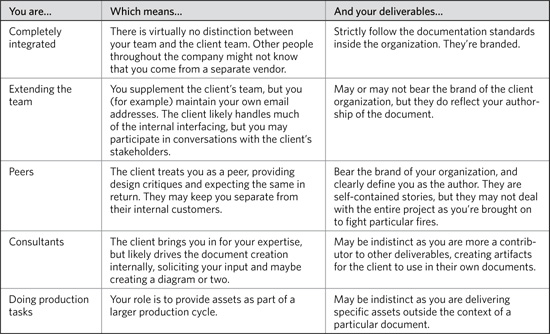 You are… Which means… And your deliverables…
Completely
integrated
There is virtually no distinction between
your team and the client team. Other people
throughout the company might not know
that you come from a separate vendor.
Strictly follow the documentation standards
inside the organization. They’re branded.
Extending the
team
You supplement the client’s team, but you
(for example) maintain your own email
addresses. The client likely handles much
of the internal interfacing, but you may
participate in conversations with the client’s
stakeholders.
May or may not bear the brand of the client
organization, but they do reflect your author-
ship of the document.
Peers
The client treats you as a peer, providing
design critiques and expecting the same in
return. They may keep you separate from
their internal customers.
Bear the brand of your organization, and
clearly define you as the author. They are
self-contained stories, but they may not deal
with the entire project as you’re brought on
to fight particular fires.
Consultants
The client brings you in for your expertise,
but likely drives the document creation
internally, soliciting your input and maybe
creating a diagram or two.
May be indistinct as you are more a contrib-
utor to other deliverables, creating artifacts
for the client to use in their own documents.
Doing production
tasks
Your role is to provide assets as part of a
larger production cycle.
May be indistinct as you are delivering
specific assets outside the context of a
particular document.